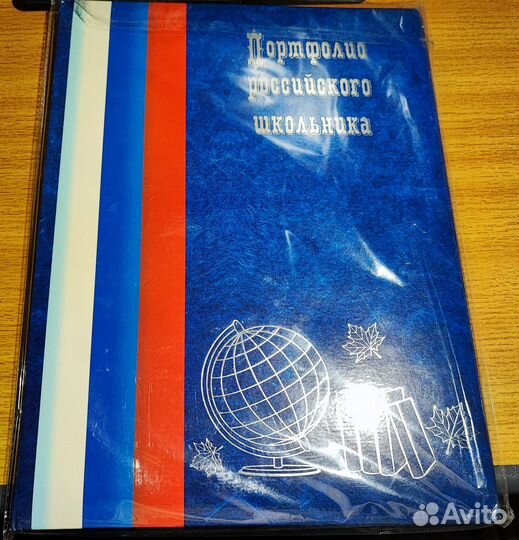 Портфолио
российского
школьника
Avito